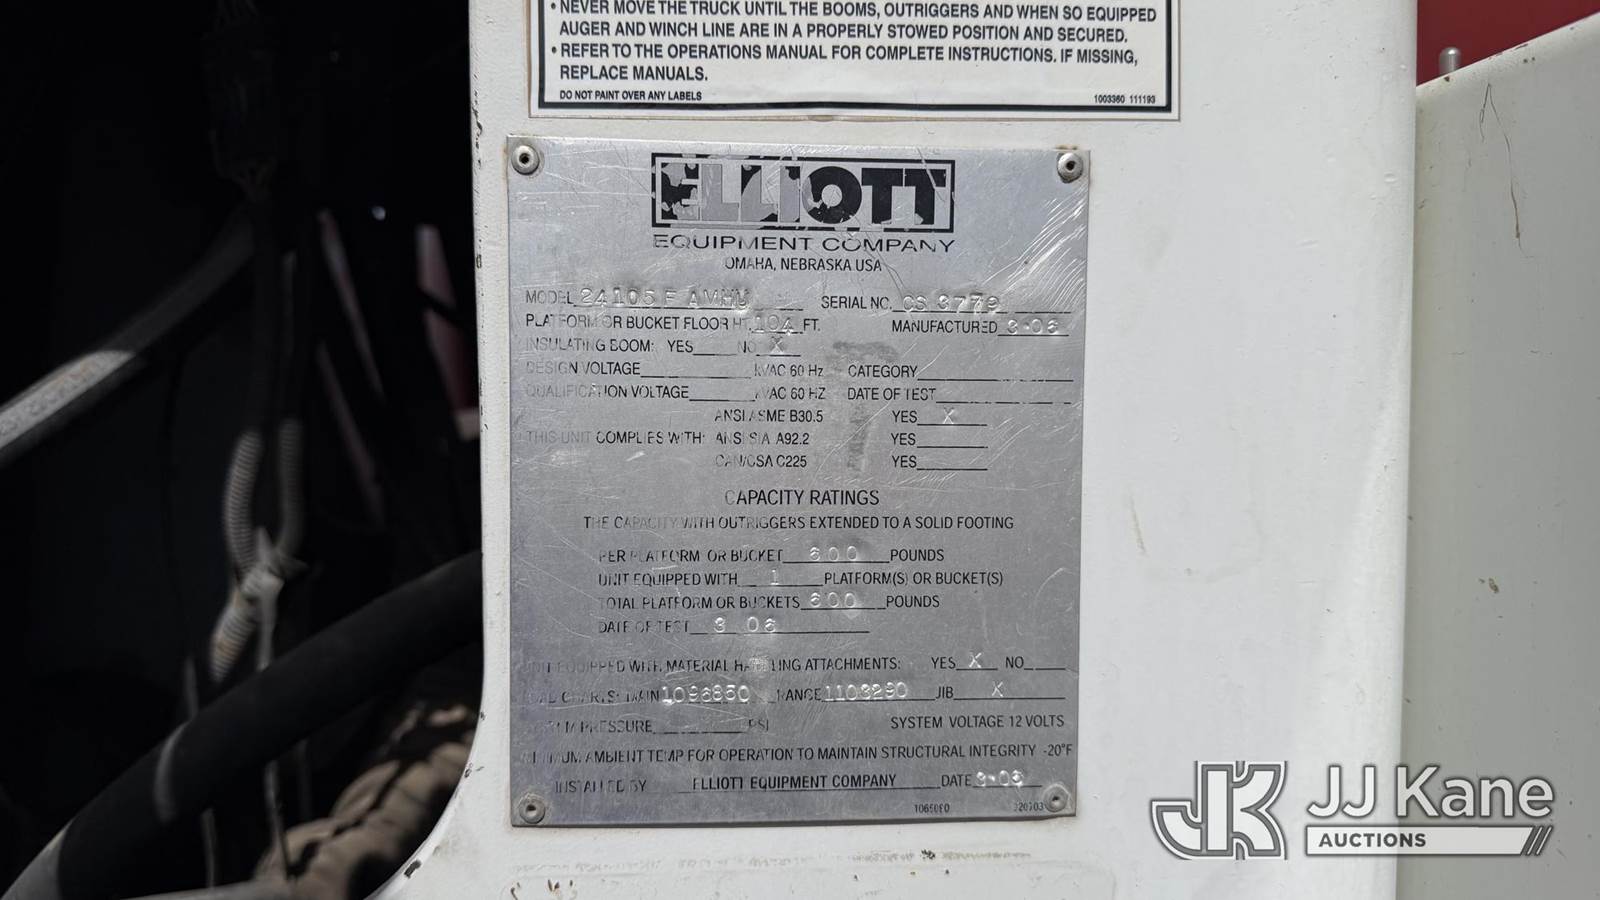 • NEVER MOVE THE TRUCK UNTIL THE BOOMS, OUTRIGGERS AND WHEN SO EQUIPPED
AUGER AND WINCH LINE ARE IN A PROPERLY STOWED POSITION AND SECURED.
• REFER TO THE OPERATIONS MANUAL FOR COMPLETE INSTRUCTIONS. IF MISSING,
REPLACE MANUALS.
DO NOT PAINT OVER ANY LABELS 1003360 111193
ELLIOTT
EQUIPMENT COMPANY
OMAHA, NEBRASKA USA
MODEL 24105 F AMHU SERIAL NO. CS 3779
PLATFORM OR BUCKET FLOOR HT. 104 FT. MANUFACTURED 3-06
INSULATING BOOM: YES NO X
DESIGN VOLTAGE KVAC 60 Hz CATEGORY
QUALIFICATION VOLTAGE KVAC 60 HZ DATE OF TEST
ANSI ASME B30.5 YES X
THIS UNIT COMPLIES WITH: ANSI SIA A92.2 YES
CAN/CSA C225 YES
CAPACITY RATINGS
THE CAPACITY WITH OUTRIGGERS EXTENDED TO A SOLID FOOTING
PER PLATFORM OR BUCKET 600 POUNDS
UNIT EQUIPPED WITH 1 PLATFORM(S) OR BUCKET(S)
TOTAL PLATFORM OR BUCKETS 600 POUNDS
DATE OF TEST 3 06
UNIT EQUIPPED WITH MATERIAL HANDLING ATTACHMENTS: YES X NO
LOAD CHARTS: MAIN 1096850 RANGE 1103290 JIB X
PRESSURE PSI SYSTEM VOLTAGE 12 VOLTS
MINIMUM AMBIENT TEMP FOR OPERATION TO MAINTAIN STRUCTURAL INTEGRITY -20°F
INSTALLED BY ELLIOTT EQUIPMENT COMPANY DATE 3-06
JK JJ Kane
AUCTIONS